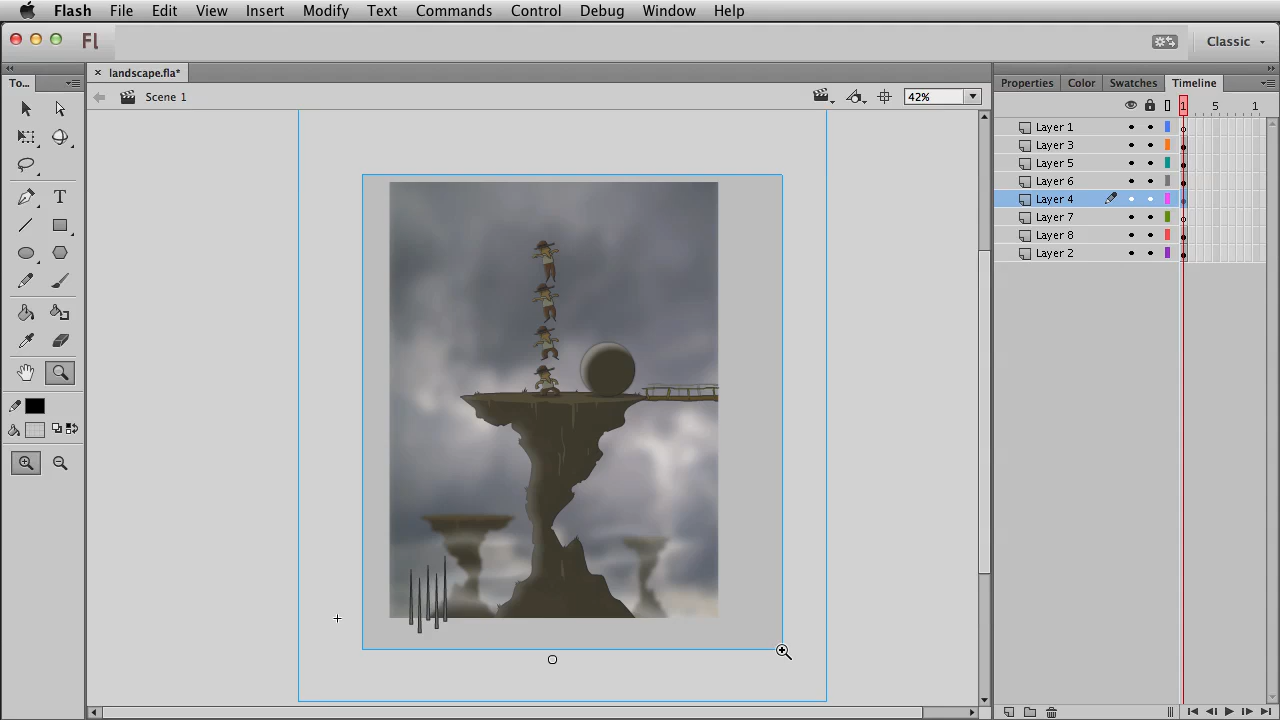 Flash File Edit View Insert Modify Text Commands Control Debug Window Help
Fl Classic
To... × landscape.fla* Properties Color Swatches Timeline
Scene 1 42%
1 5 1
Layer 1
Layer 3
Layer 5
Layer 6
Layer 4
Layer 7
Layer 8
Layer 2
T